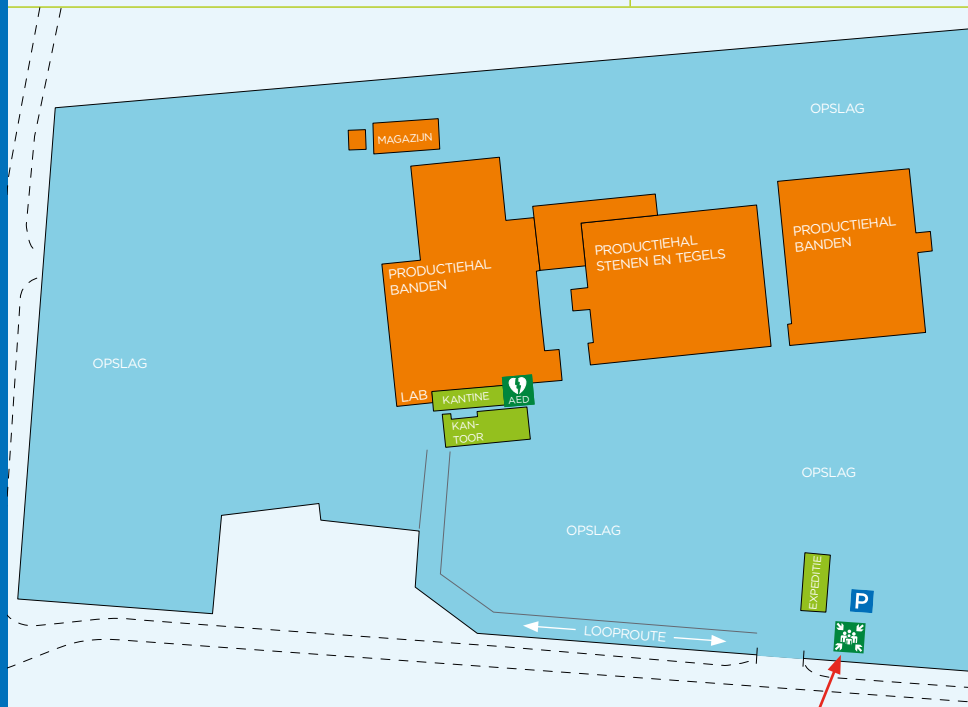 OPSLAG
MAGAZIJN
PRODUCTIEHAL
BANDEN
PRODUCTIEHAL
STENEN EN TEGELS
PRODUCTIEHAL
BANDEN
OPSLAG
LAB
KANTINE
AED
KAN-
TOOR
OPSLAG
OPSLAG
EXPEDITIE
P
LOOPROUTE